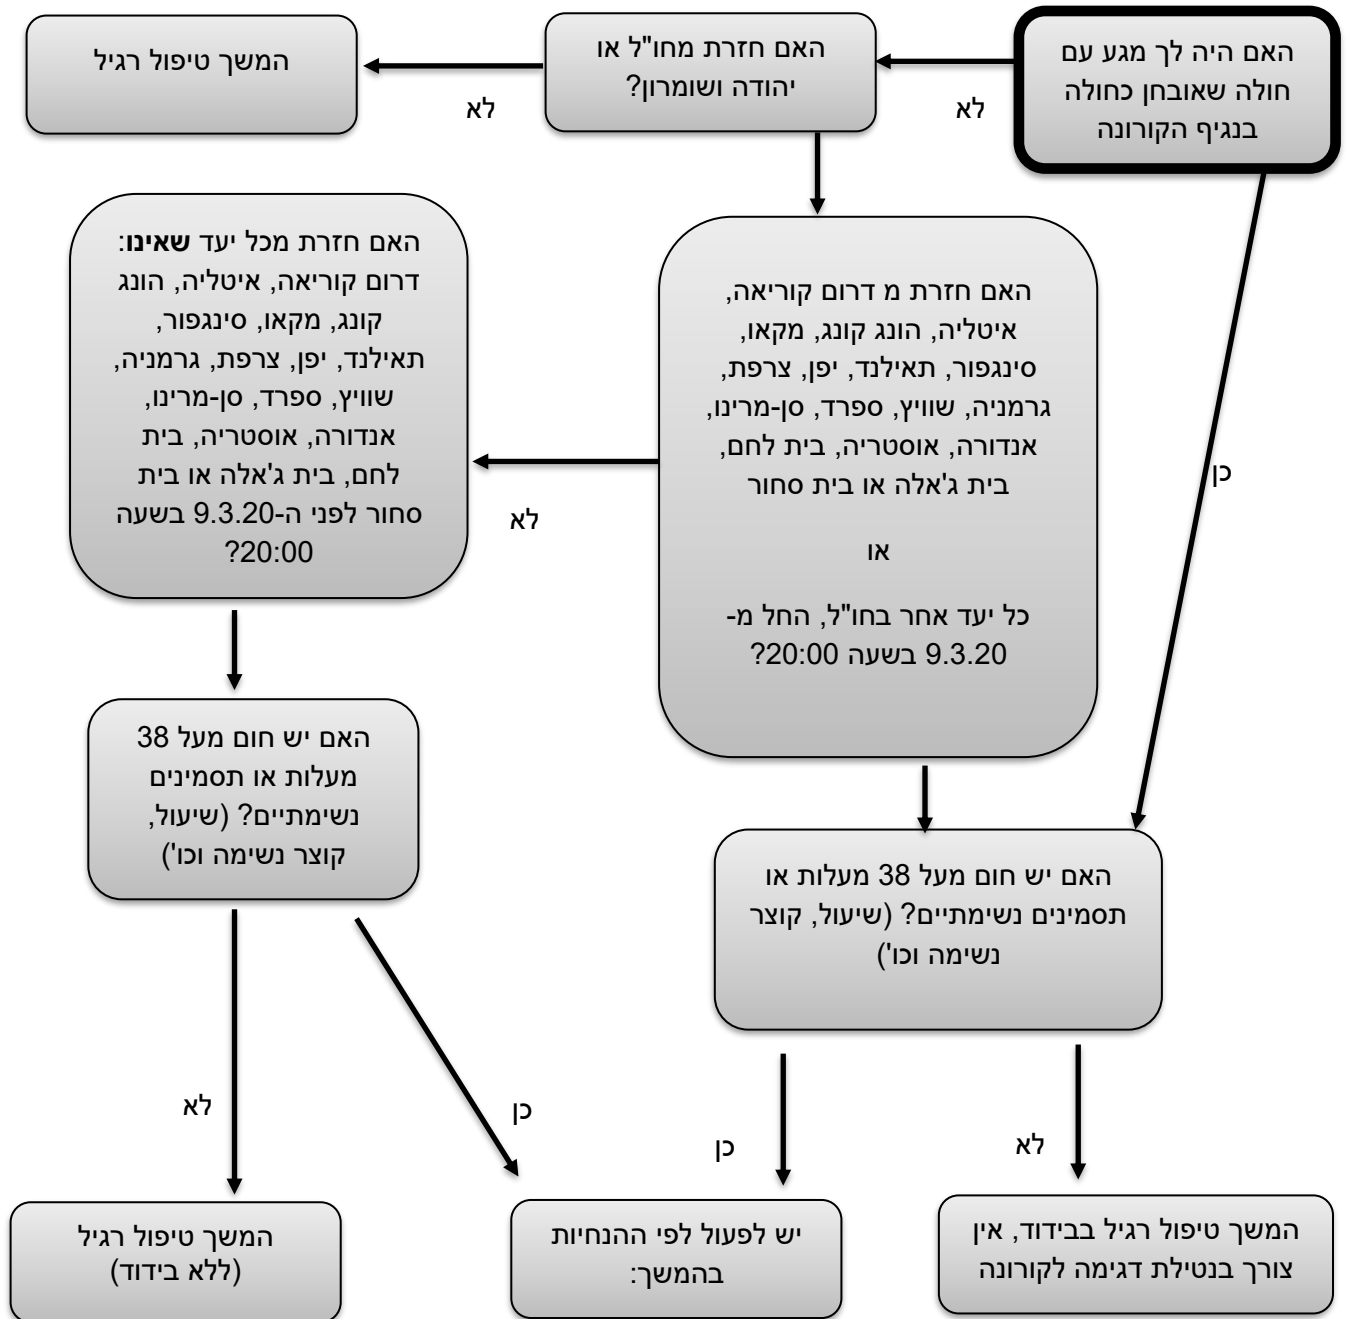 האם היה לך מגע עם
חולה שאובחן כחולה
בנגיף הקורונה
לא
האם חזרת מחו"ל או
יהודה ושומרון?
לא
המשך טיפול רגיל
האם חזרת מ דרום קוריאה,
איטליה, הונג קונג, מקאו,
סינגפור, תאילנד, יפן, צרפת,
גרמניה, שוויץ, ספרד, סן-מרינו,
אנדורה, אוסטריה, בית לחם,
בית ג'אלה או בית סחור
או
כל יעד אחר בחו"ל, החל מ-
9.3.20 בשעה 20:00?
לא
האם חזרת מכל יעד שאינו:
דרום קוריאה, איטליה, הונג
קונג, מקאו, סינגפור,
תאילנד, יפן, צרפת, גרמניה,
שוויץ, ספרד, סן-מרינו,
אנדורה, אוסטריה, בית
לחם, בית ג'אלה או בית
סחור לפני ה-9.3.20 בשעה
20:00?
כן
האם יש חום מעל 38
מעלות או תסמינים
נשימתיים? (שיעול,
קוצר נשימה וכו')
האם יש חום מעל 38 מעלות או
תסמינים נשימתיים? (שיעול, קוצר
נשימה וכו')
לא
כן
כן
לא
המשך טיפול רגיל בבידוד, אין
צורך בנטילת דגימה לקורונה
יש לפעול לפי ההנחיות
בהמשך:
המשך טיפול רגיל
(ללא בידוד)